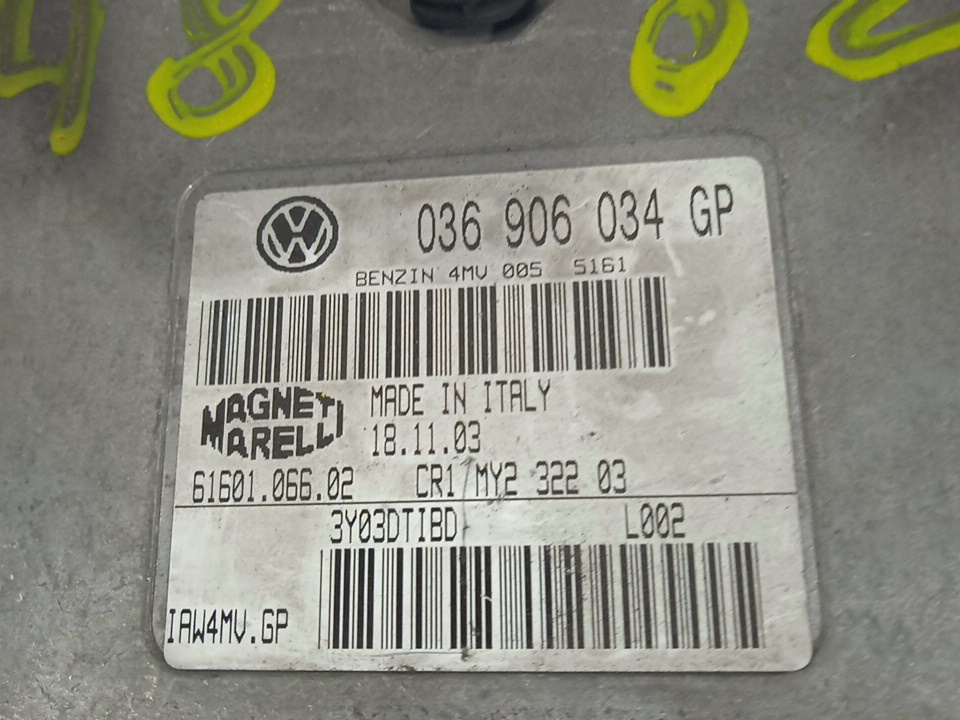 036 906 034 GP
BENZIN 4MV 005 5161
MAGNETI MARELLI
MADE IN ITALY
18.11.03
61601.066.02 CR1 MY2 322 03
3Y03DTIBD L002
IAW4MV.GP